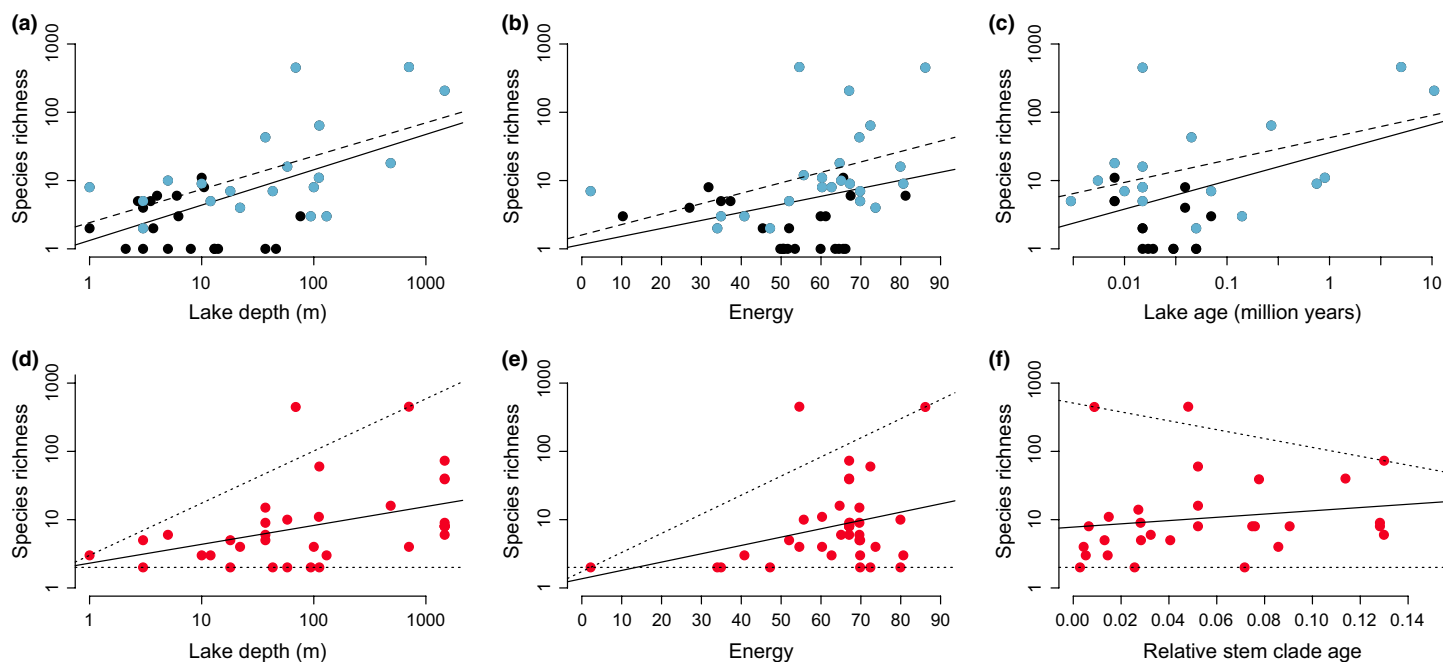 (a)
Species richness
1 10 100 1000
1 10 100 1000
Lake depth (m)
(b)
Species richness
1 10 100 1000
0 10 20 30 40 50 60 70 80 90
Energy
(c)
Species richness
1 10 100 1000
0.01 0.1 1 10
Lake age (million years)
(d)
Species richness
1 10 100 1000
1 10 100 1000
Lake depth (m)
(e)
Species richness
1 10 100 1000
0 10 20 30 40 50 60 70 80 90
Energy
(f)
Species richness
1 10 100 1000
0.00 0.02 0.04 0.06 0.08 0.10 0.12 0.14
Relative stem clade age